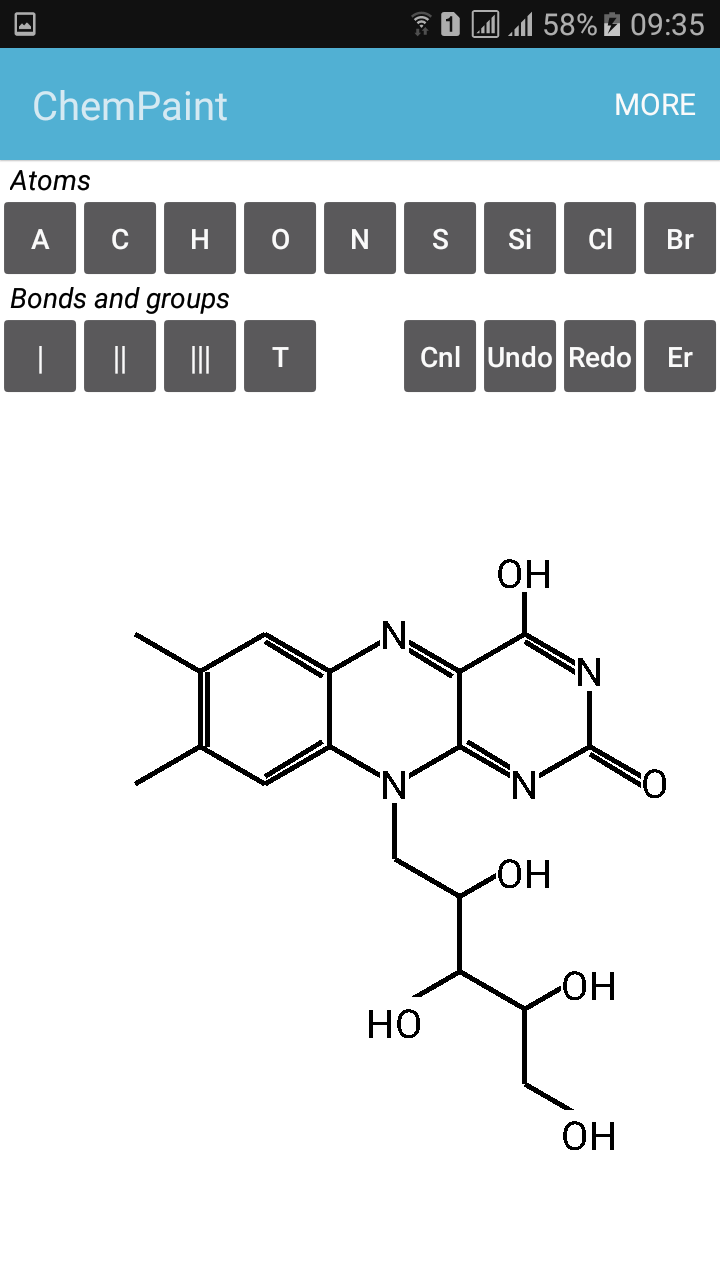 1 58% 09:35
ChemPaint MORE
Atoms
A C H O N S Si Cl Br
Bonds and groups
| || ||| T Cnl Undo Redo Er
OH
N
N
N N O
OH
OH
HO
OH